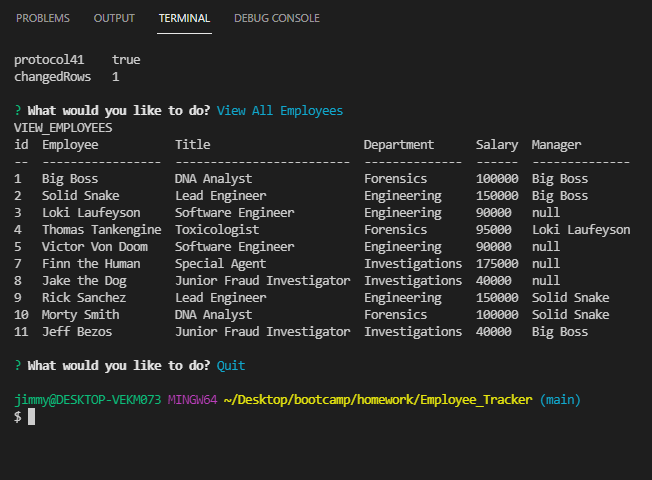 PROBLEMS OUTPUT TERMINAL DEBUG CONSOLE
protocol41    true
changedRows   1
? What would you like to do? View All Employees
VIEW_EMPLOYEES
id  Employee           Title                      Department      Salary  Manager
--  -----------------  -------------------------  --------------  ------  --------------
1   Big Boss           DNA Analyst                Forensics       100000  Big Boss
2   Solid Snake        Lead Engineer              Engineering     150000  Big Boss
3   Loki Laufeyson     Software Engineer          Engineering     90000   null
4   Thomas Tankengine  Toxicologist               Forensics       95000   Loki Laufeyson
5   Victor Von Doom    Software Engineer          Engineering     90000   null
7   Finn the Human     Special Agent              Investigations  175000  null
8   Jake the Dog       Junior Fraud Investigator  Investigations  40000   null
9   Rick Sanchez       Lead Engineer              Engineering     150000  Solid Snake
10  Morty Smith        DNA Analyst                Forensics       100000  Solid Snake
11  Jeff Bezos         Junior Fraud Investigator  Investigations  40000   Big Boss
? What would you like to do? Quit
jimmy@DESKTOP-VEKM073 MINGW64 ~/Desktop/bootcamp/homework/Employee_Tracker (main)
$